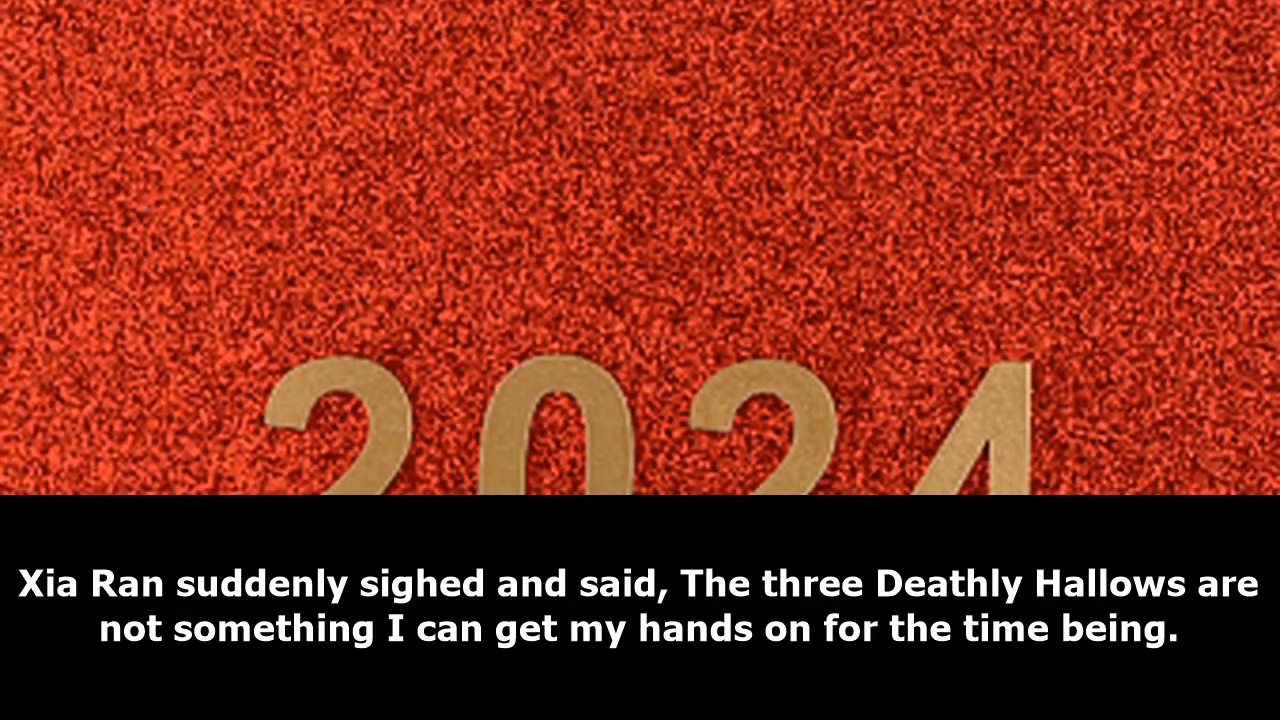 2024
Xia Ran suddenly sighed and said, The three Deathly Hallows are
not something I can get my hands on for the time being.